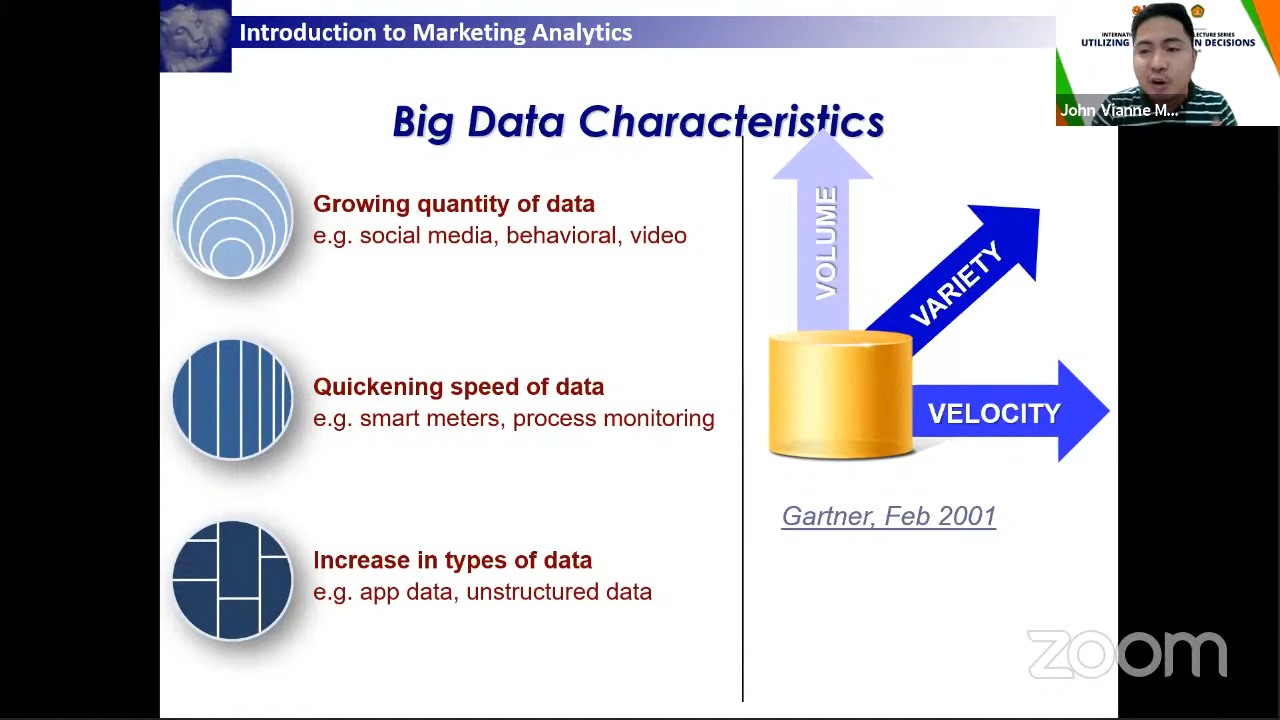 Introduction to Marketing Analytics
UTILIZING
DECISIONS
John Vianne M...
Big Data Characteristics
Growing quantity of data
e.g. social media, behavioral, video
Quickening speed of data
e.g. smart meters, process monitoring
Increase in types of data
e.g. app data, unstructured data
VOLUME
VARIETY
VELOCITY
Gartner, Feb 2001
zoom